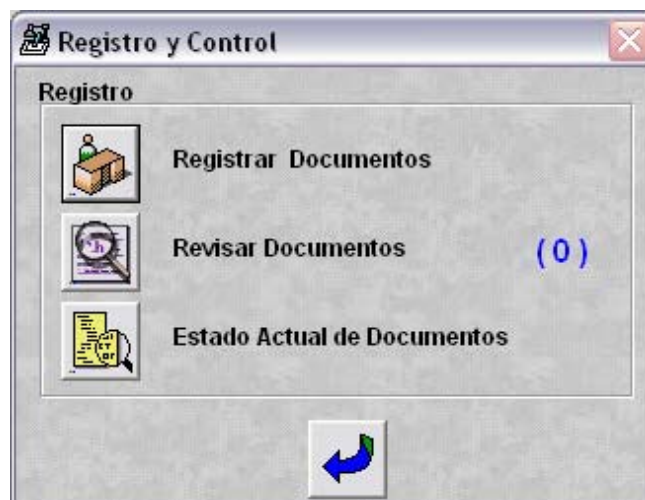 Registro y Control
Registro
Registrar Documentos
Revisar Documentos ( 0 )
Estado Actual de Documentos